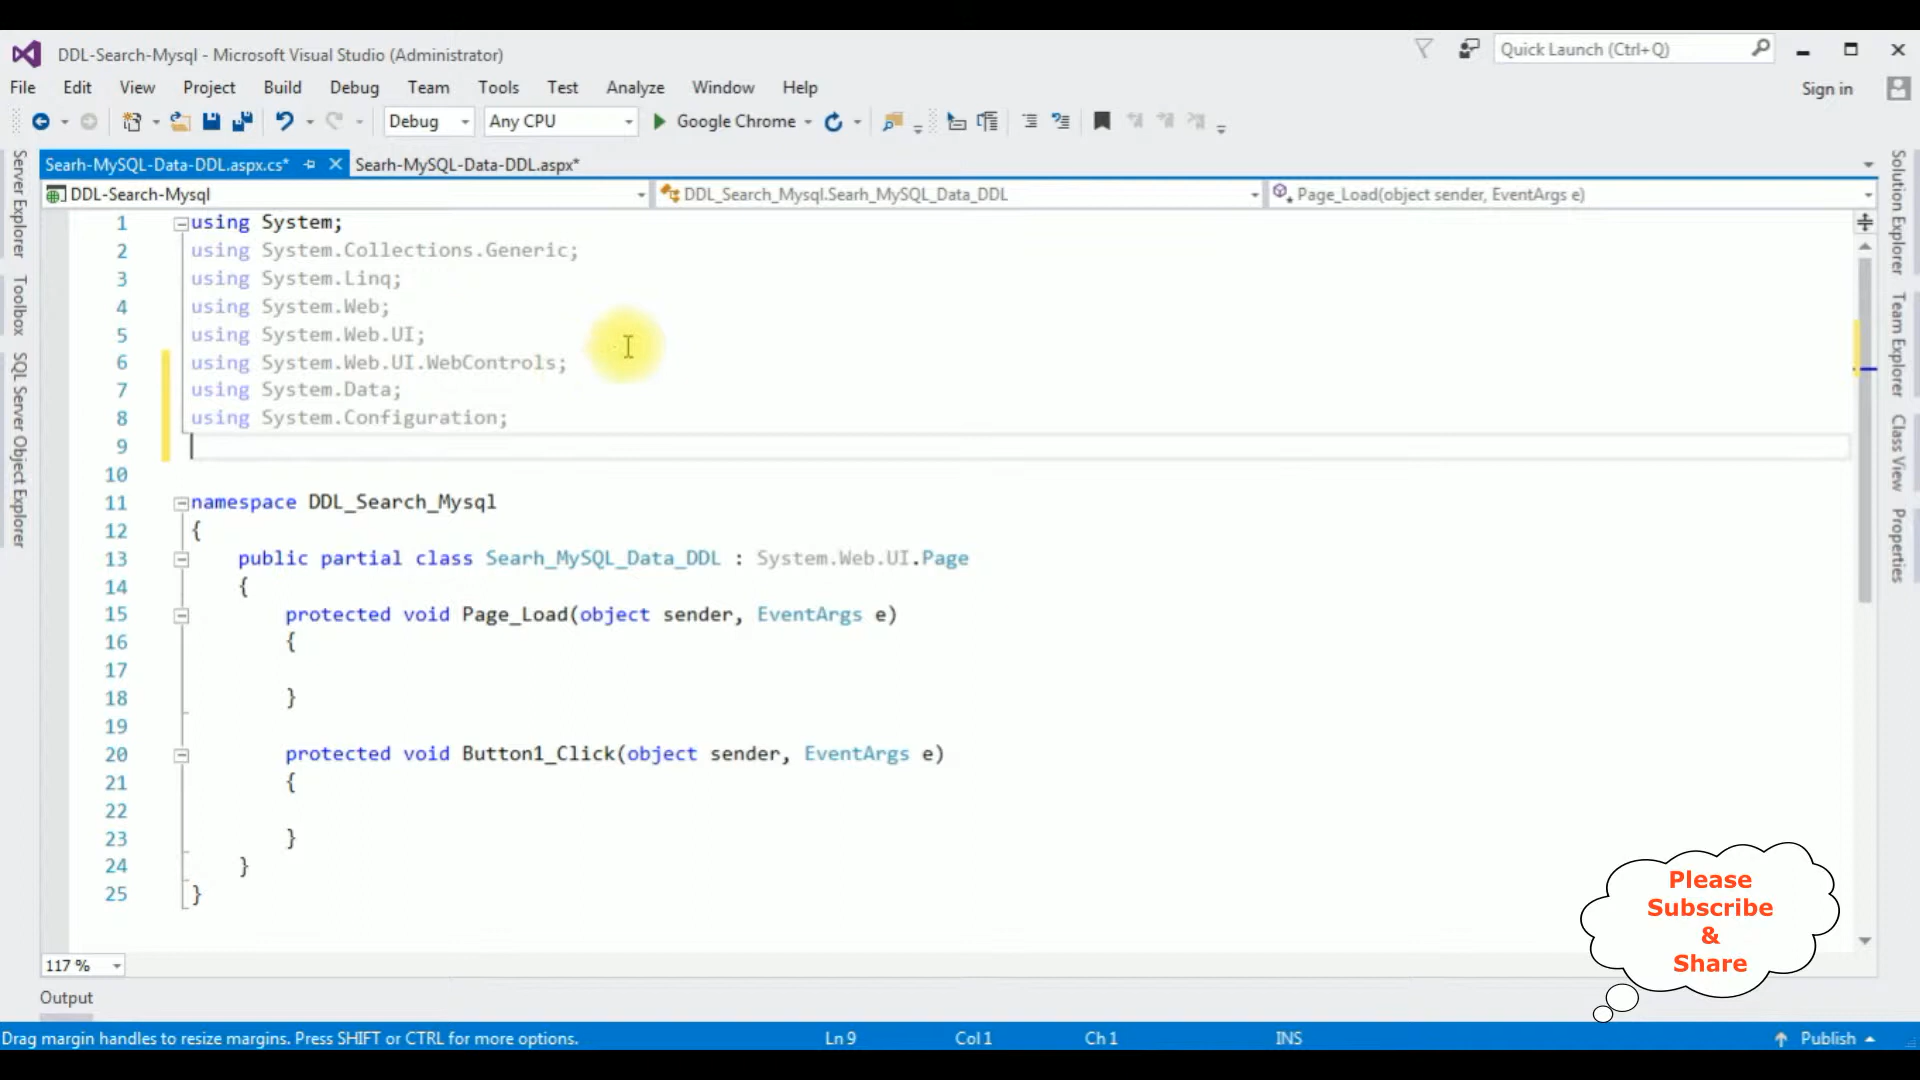 DDL-Search-Mysql - Microsoft Visual Studio (Administrator)
Quick Launch (Ctrl+Q)
File Edit View Project Build Debug Team Tools Test Analyze Window Help
Sign in
Debug Any CPU Google Chrome
Searh-MySQL-Data-DDL.aspx.cs* Searh-MySQL-Data-DDL.aspx*
DDL-Search-Mysql DDL_Search_Mysql.Searh_MySQL_Data_DDL Page_Load(object sender, EventArgs e)
Server Explorer
Toolbox
SQL Server Object Explorer
1 using System;
2 using System.Collections.Generic;
3 using System.Linq;
4 using System.Web;
5 using System.Web.UI;
6 using System.Web.UI.WebControls;
7 using System.Data;
8 using System.Configuration;
9
10
11 namespace DDL_Search_Mysql
12 {
13 public partial class Searh_MySQL_Data_DDL : System.Web.UI.Page
14 {
15 protected void Page_Load(object sender, EventArgs e)
16 {
17
18 }
19
20 protected void Button1_Click(object sender, EventArgs e)
21 {
22
23 }
24 }
25 }
Solution Explorer
Team Explorer
Class View
Properties
Please
Subscribe
&
Share
117 %
Output
Drag margin handles to resize margins. Press SHIFT or CTRL for more options. Ln 9 Col 1 Ch 1 INS Publish